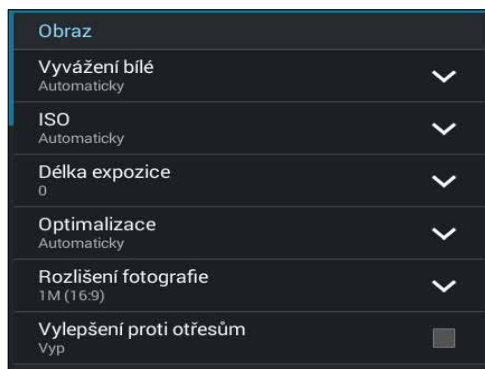 Obraz
Vyvážení bílé
Automaticky
ISO
Automaticky
Délka expozice
0
Optimalizace
Automaticky
Rozlišení fotografie
1M (16:9)
Vylepšení proti otřesům
Vyp